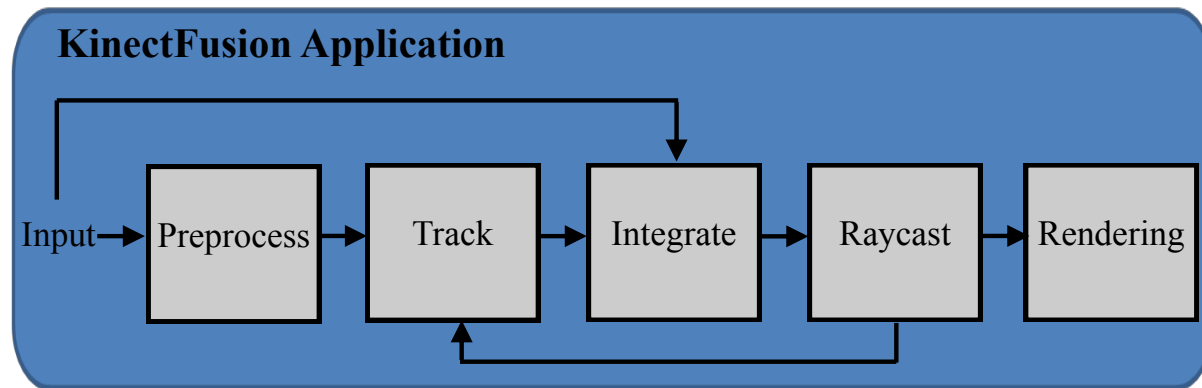 KinectFusion Application
Input
Preprocess
Track
Integrate
Raycast
Rendering